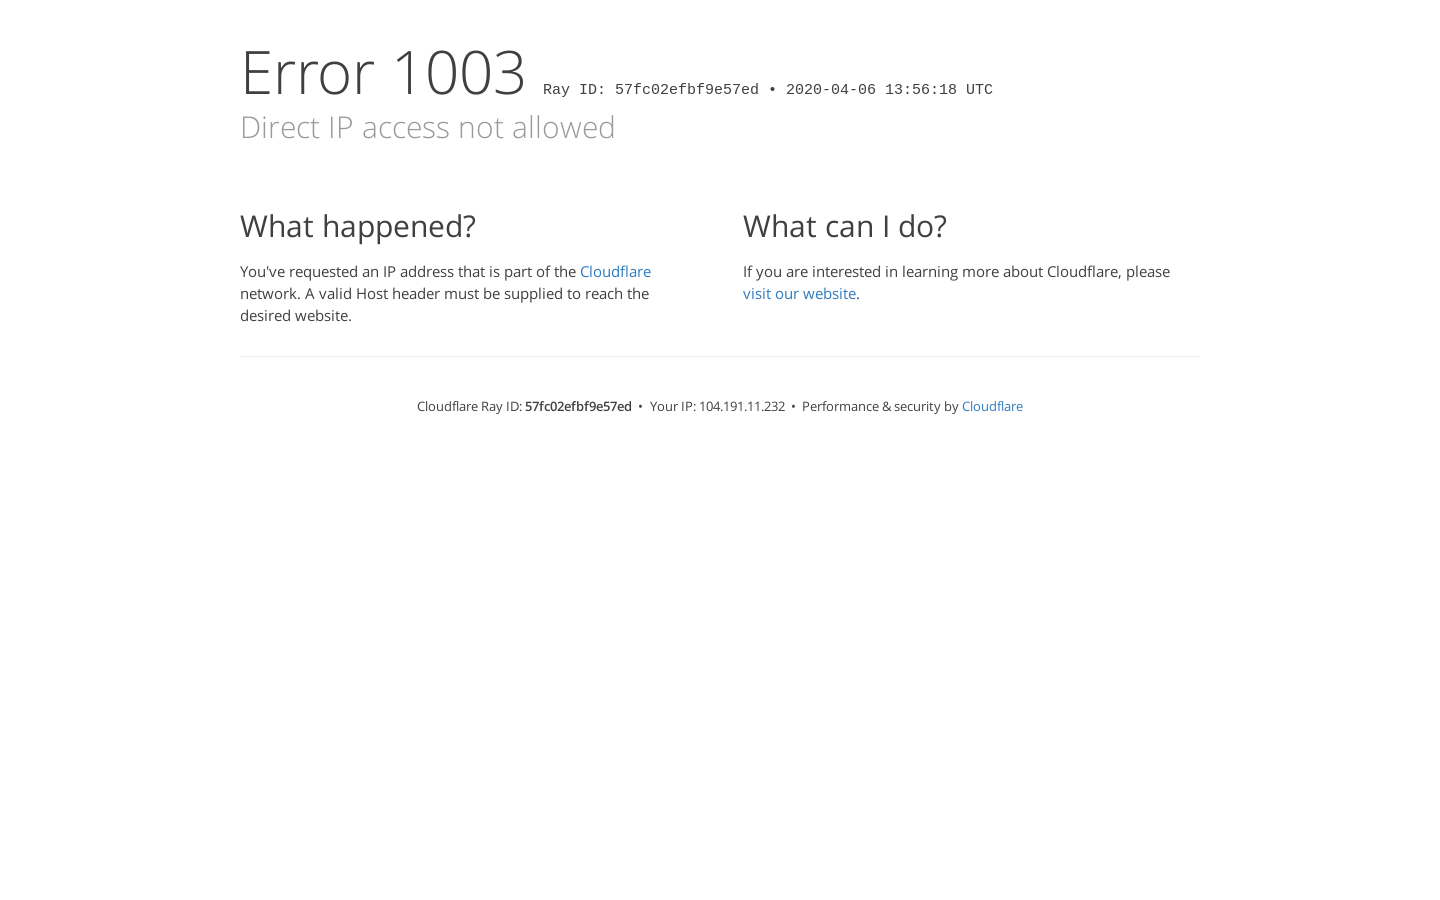 Error 1003 Ray ID: 57fc02efbf9e57ed • 2020-04-06 13:56:18 UTC
Direct IP access not allowed
What happened?
You've requested an IP address that is part of the Cloudflare
network. A valid Host header must be supplied to reach the
desired website.
What can I do?
If you are interested in learning more about Cloudflare, please
visit our website.
Cloudflare Ray ID: 57fc02efbf9e57ed • Your IP: 104.191.11.232 • Performance & security by Cloudflare